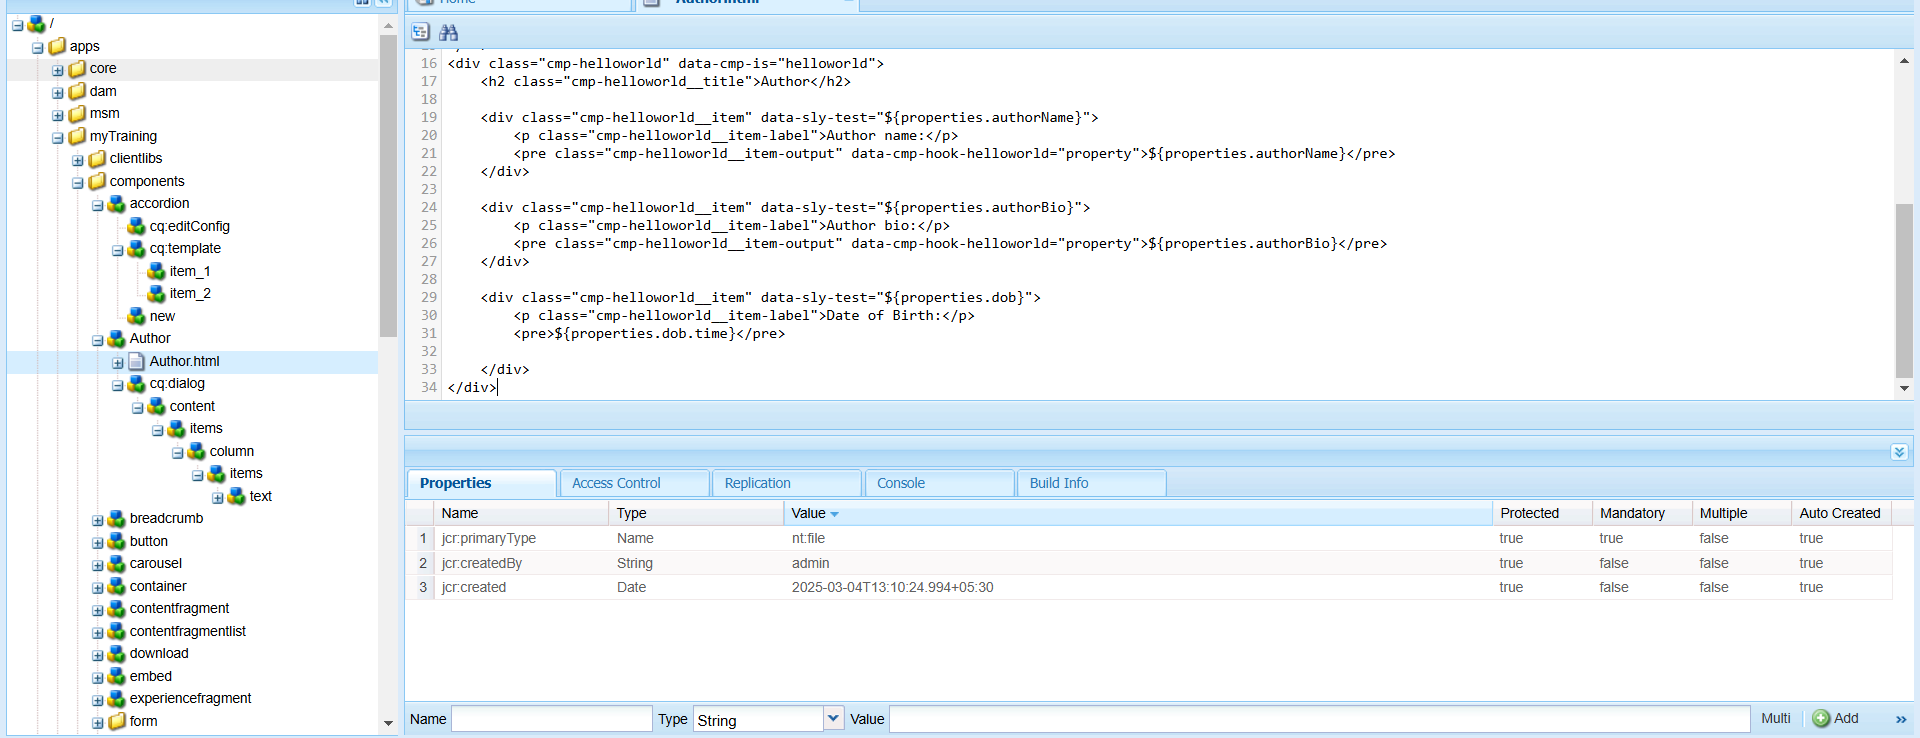 /
apps
core
dam
msm
myTraining
clientlibs
components
accordion
cq:editConfig
cq:template
item_1
item_2
new
Author
Author.html
cq:dialog
content
items
column
items
text
breadcrumb
button
carousel
container
contentfragment
contentfragmentlist
download
embed
experiencefragment
form
Home
Author.html
16 <div class="cmp-helloworld" data-cmp-is="helloworld">
17 <h2 class="cmp-helloworld__title">Author</h2>
18
19 <div class="cmp-helloworld__item" data-sly-test="${properties.authorName}">
20 <p class="cmp-helloworld__item-label">Author name:</p>
21 <pre class="cmp-helloworld__item-output" data-cmp-hook-helloworld="property">${properties.authorName}</pre>
22 </div>
23
24 <div class="cmp-helloworld__item" data-sly-test="${properties.authorBio}">
25 <p class="cmp-helloworld__item-label">Author bio:</p>
26 <pre class="cmp-helloworld__item-output" data-cmp-hook-helloworld="property">${properties.authorBio}</pre>
27 </div>
28
29 <div class="cmp-helloworld__item" data-sly-test="${properties.dob}">
30 <p class="cmp-helloworld__item-label">Date of Birth:</p>
31 <pre>${properties.dob.time}</pre>
32
33 </div>
34 </div>
Properties Access Control Replication Console Build Info
Name Type Value Protected Mandatory Multiple Auto Created
1 jcr:primaryType Name nt:file true true false true
2 jcr:createdBy String admin true false false true
3 jcr:created Date 2025-03-04T13:10:24.994+05:30 true false false true
Name Type String Value Multi Add »